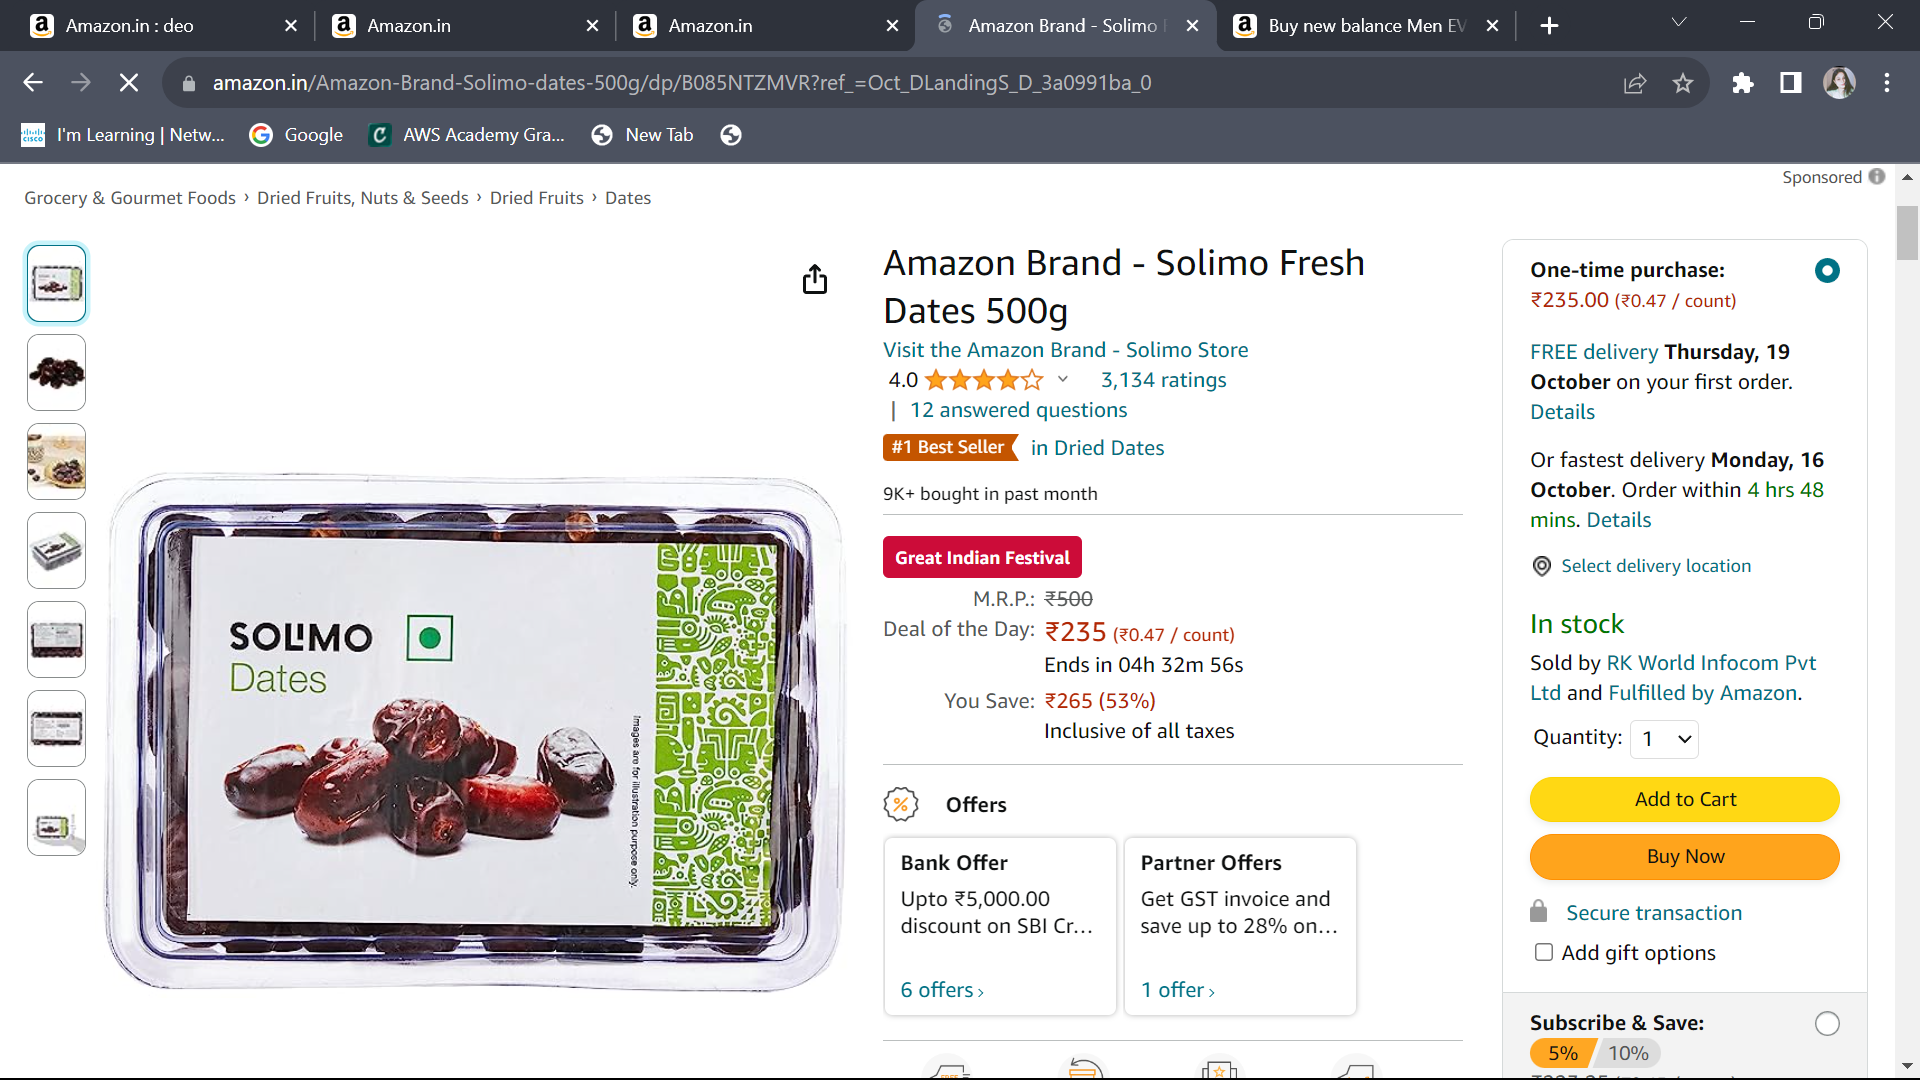 Amazon.in : deo
Amazon.in
Amazon.in
Amazon Brand - Solimo
Buy new balance Men EV
amazon.in/Amazon-Brand-Solimo-dates-500g/dp/B085NTZMVR?ref_=Oct_DLandingS_D_3a0991ba_0
I'm Learning | Netw...
Google
AWS Academy Gra...
New Tab
Sponsored
Grocery & Gourmet Foods › Dried Fruits, Nuts & Seeds › Dried Fruits › Dates
SOLIMO
Dates
Images are for illustration purpose only.
Amazon Brand - Solimo Fresh
Dates 500g
Visit the Amazon Brand - Solimo Store
4.0 3,134 ratings
| 12 answered questions
#1 Best Seller in Dried Dates
9K+ bought in past month
Great Indian Festival
M.R.P.: ₹500
Deal of the Day: ₹235 (₹0.47 / count)
Ends in 04h 32m 56s
You Save: ₹265 (53%)
Inclusive of all taxes
Offers
Bank Offer
Upto ₹5,000.00
discount on SBI Cr...
6 offers ›
Partner Offers
Get GST invoice and
save up to 28% on...
1 offer ›
One-time purchase:
₹235.00 (₹0.47 / count)
FREE delivery Thursday, 19
October on your first order.
Details
Or fastest delivery Monday, 16
October. Order within 4 hrs 48
mins. Details
Select delivery location
In stock
Sold by RK World Infocom Pvt
Ltd and Fulfilled by Amazon.
Quantity: 1
Add to Cart
Buy Now
Secure transaction
Add gift options
Subscribe & Save:
5% 10%